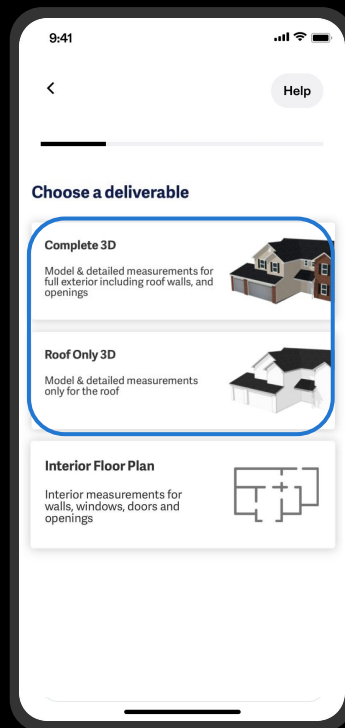 9:41
Help
Choose a deliverable
Complete 3D
Model & detailed measurements for
full exterior including roof walls, and
openings
Roof Only 3D
Model & detailed measurements
only for the roof
Interior Floor Plan
Interior measurements for
walls, windows, doors and
openings